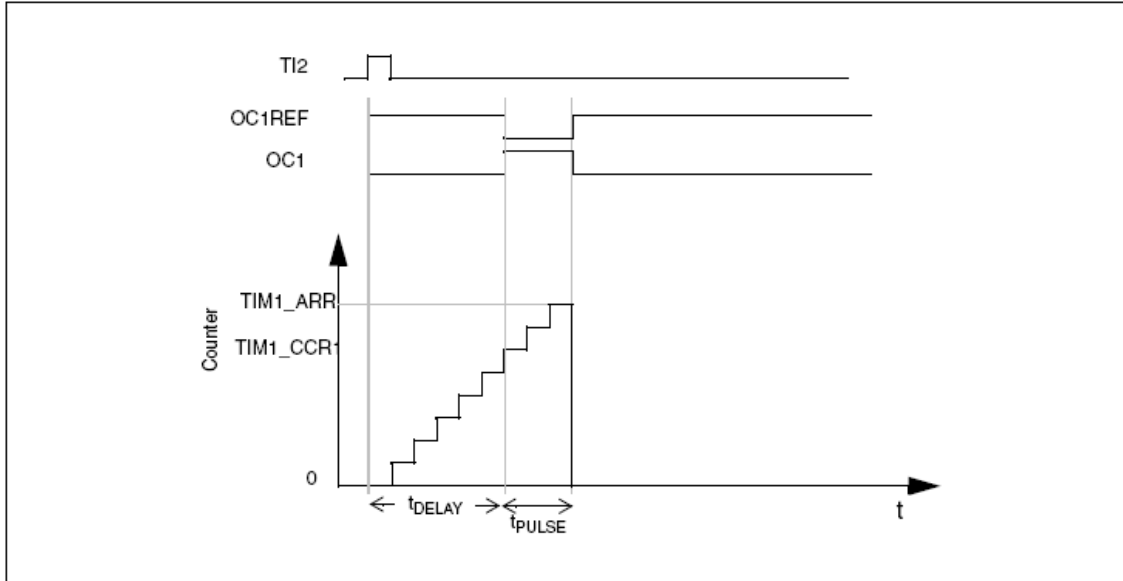 TI2
OC1REF
OC1
TIM1_ARR
TIM1_CCR1
Counter
0
tDELAY
tPULSE
t